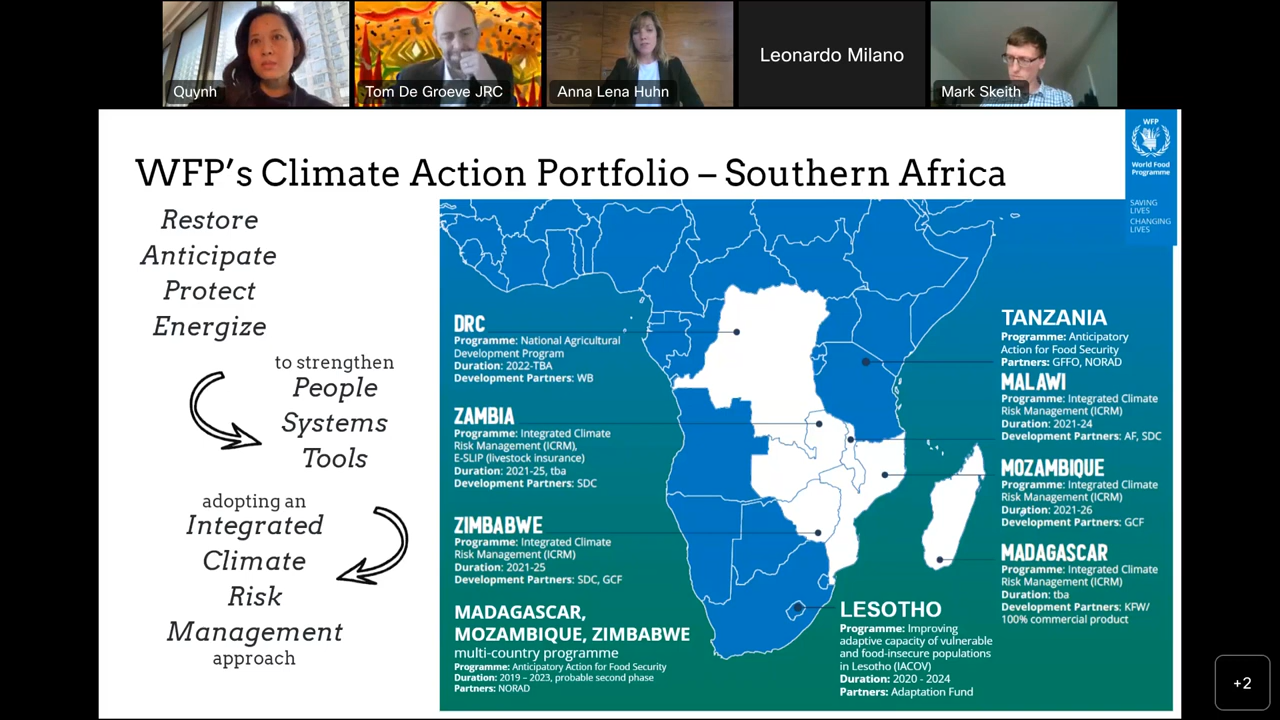 Quynh
Tom De Groeve JRC
Anna Lena Huhn
Leonardo Milano
Mark Skeith
WFP's Climate Action Portfolio – Southern Africa
WFP
World Food
Programme
SAVING
LIVES
CHANGING
LIVES
Restore
Anticipate
Protect
Energize
to strengthen
People
Systems
Tools
adopting an
Integrated
Climate
Risk
Management
approach
DRC
Programme: National Agricultural
Development Program
Duration: 2022-TBA
Development Partners: WB
ZAMBIA
Programme: Integrated Climate
Risk Management (ICRM),
E-SLIP (livestock insurance)
Duration: 2021-25, tba
Development Partners: SDC
ZIMBABWE
Programme: Integrated Climate
Risk Management (ICRM)
Duration: 2021-25
Development Partners: SDC, GCF
MADAGASCAR,
MOZAMBIQUE, ZIMBABWE
multi-country programme
Programme: Anticipatory Action for Food Security
Duration: 2019 – 2023, probable second phase
Partners: NORAD
TANZANIA
Programme: Anticipatory
Action for Food Security
Partners: GFFO, NORAD
MALAWI
Programme: Integrated Climate
Risk Management (ICRM)
Duration: 2021-24
Development Partners: AF, SDC
MOZAMBIQUE
Programme: Integrated Climate
Risk Management (ICRM)
Duration: 2021-26
Development Partners: GCF
MADAGASCAR
Programme: Integrated Climate
Risk Management (ICRM)
Duration: tba
Development Partners: KFW/
100% commercial product
LESOTHO
Programme: Improving
adaptive capacity of vulnerable
and food-insecure populations
in Lesotho (IACOV)
Duration: 2020 - 2024
Partners: Adaptation Fund
+2